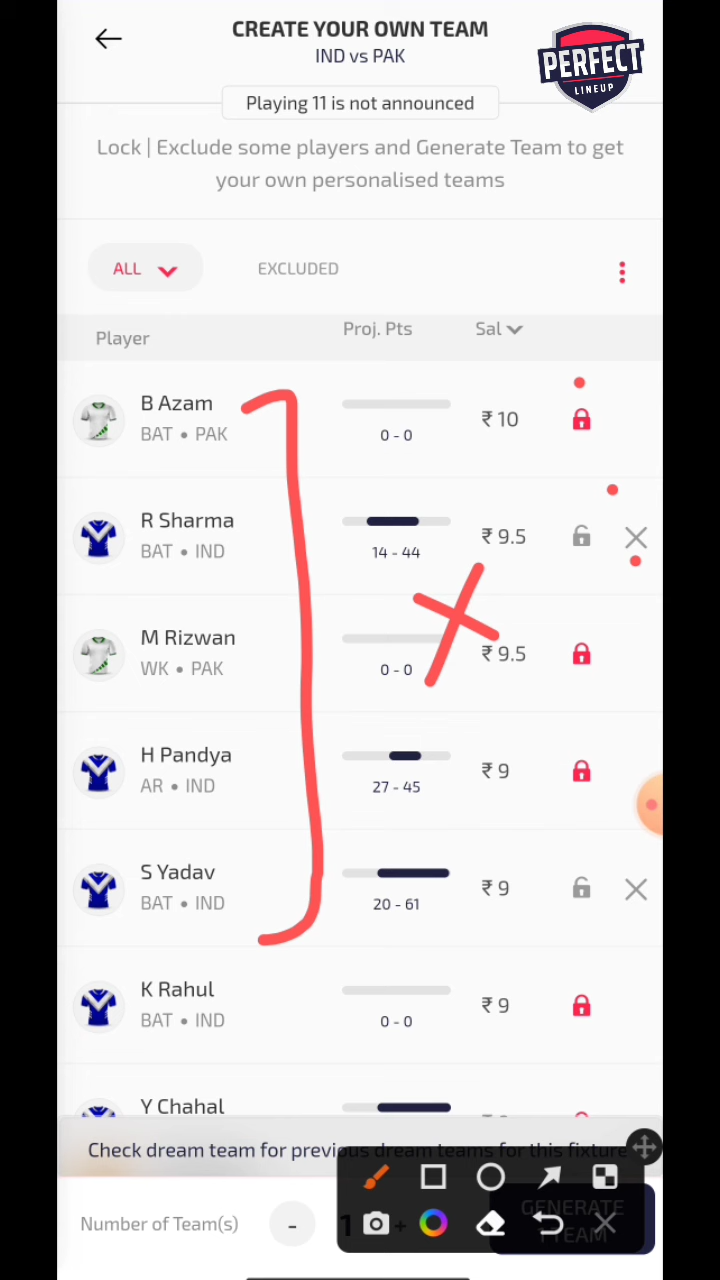 CREATE YOUR OWN TEAM
IND vs PAK
PERFECT
LINEUP
Playing 11 is not announced
Lock | Exclude some players and Generate Team to get
your own personalised teams
ALL
EXCLUDED
Player Proj. Pts Sal
B Azam
BAT • PAK
0 - 0
₹ 10
R Sharma
BAT • IND
14 - 44
₹ 9.5
M Rizwan
WK • PAK
0 - 0
₹ 9.5
H Pandya
AR • IND
27 - 45
₹ 9
S Yadav
BAT • IND
20 - 61
₹ 9
K Rahul
BAT • IND
0 - 0
₹ 9
Y Chahal
Check dream team for previous dream teams for this fixture
Number of Team(s) - 1 +
GENERATE
TEAM